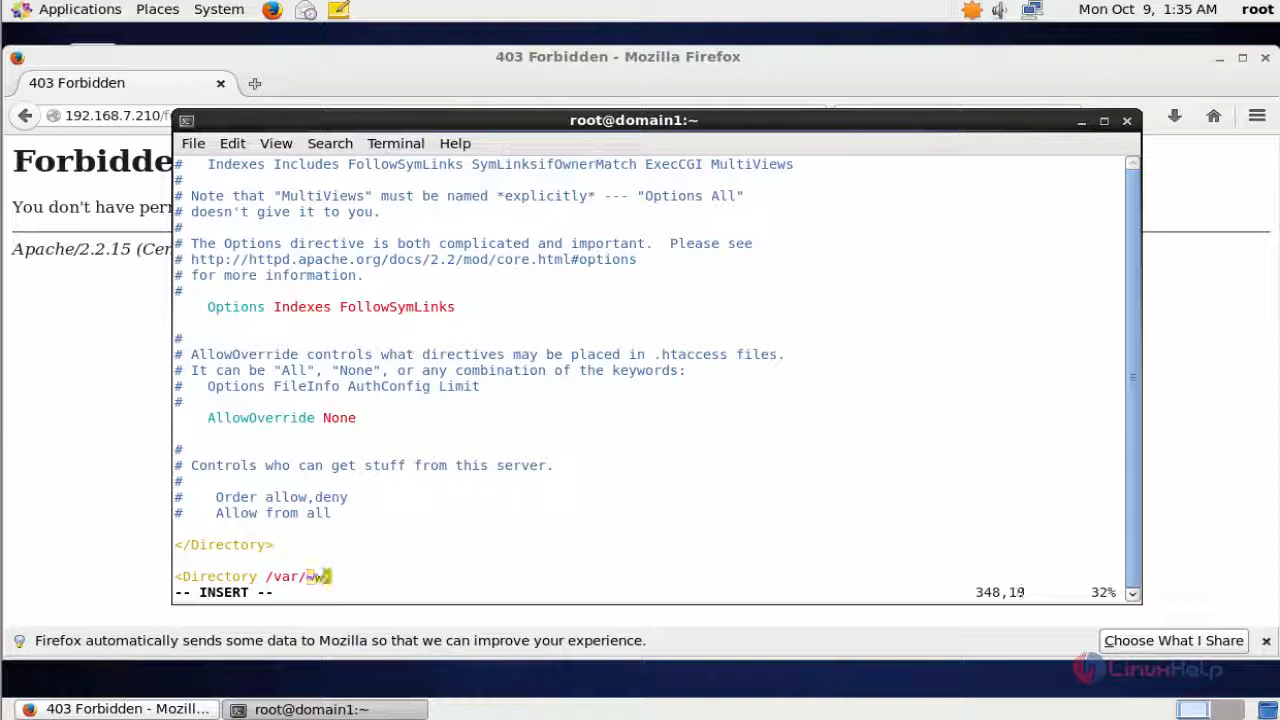 Applications Places System
Mon Oct 9, 1:35 AM root
403 Forbidden - Mozilla Firefox
403 Forbidden
192.168.7.210/f
root@domain1:~
File Edit View Search Terminal Help
Forbidde
You don't have per
Apache/2.2.15 (Cer
# Indexes Includes FollowSymLinks SymLinksifOwnerMatch ExecCGI MultiViews
#
# Note that "MultiViews" must be named *explicitly* --- "Options All"
# doesn't give it to you.
#
# The Options directive is both complicated and important. Please see
# http://httpd.apache.org/docs/2.2/mod/core.html#options
# for more information.
#
Options Indexes FollowSymLinks
#
# AllowOverride controls what directives may be placed in .htaccess files.
# It can be "All", "None", or any combination of the keywords:
# Options FileInfo AuthConfig Limit
#
AllowOverride None
#
# Controls who can get stuff from this server.
#
# Order allow,deny
# Allow from all
</Directory>
<Directory /var/
-- INSERT -- 348,19 32%
Firefox automatically sends some data to Mozilla so that we can improve your experience.
Choose What I Share
LinuxHelp
403 Forbidden - Mozill...
root@domain1:~